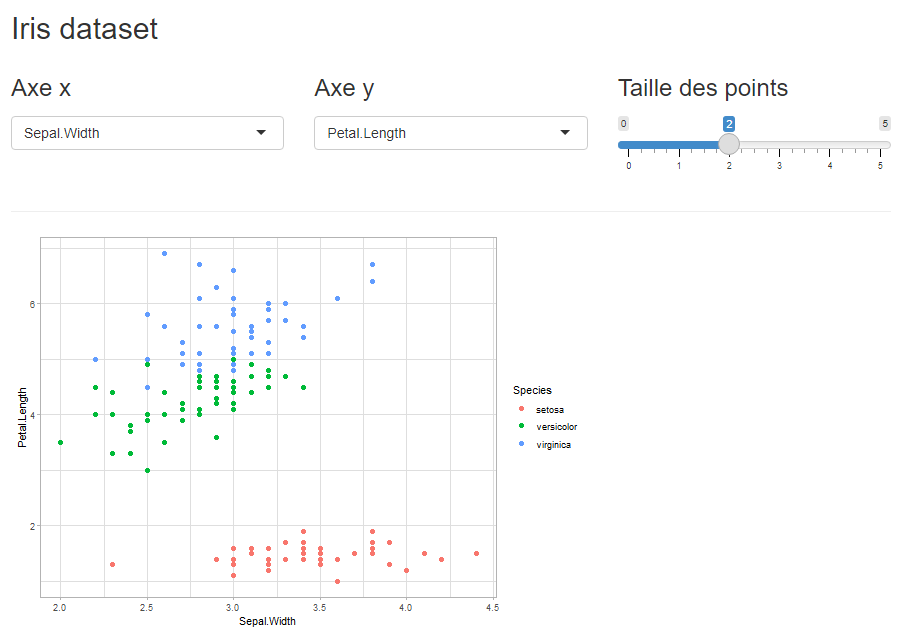 Iris dataset
Axe x
Axe y
Taille des points
Sepal.Width
Petal.Length
0 2 5
0 1 2 3 4 5
6
4
2
Petal.Length
2.0 2.5 3.0 3.5 4.0 4.5
Sepal.Width
Species
setosa
versicolor
virginica